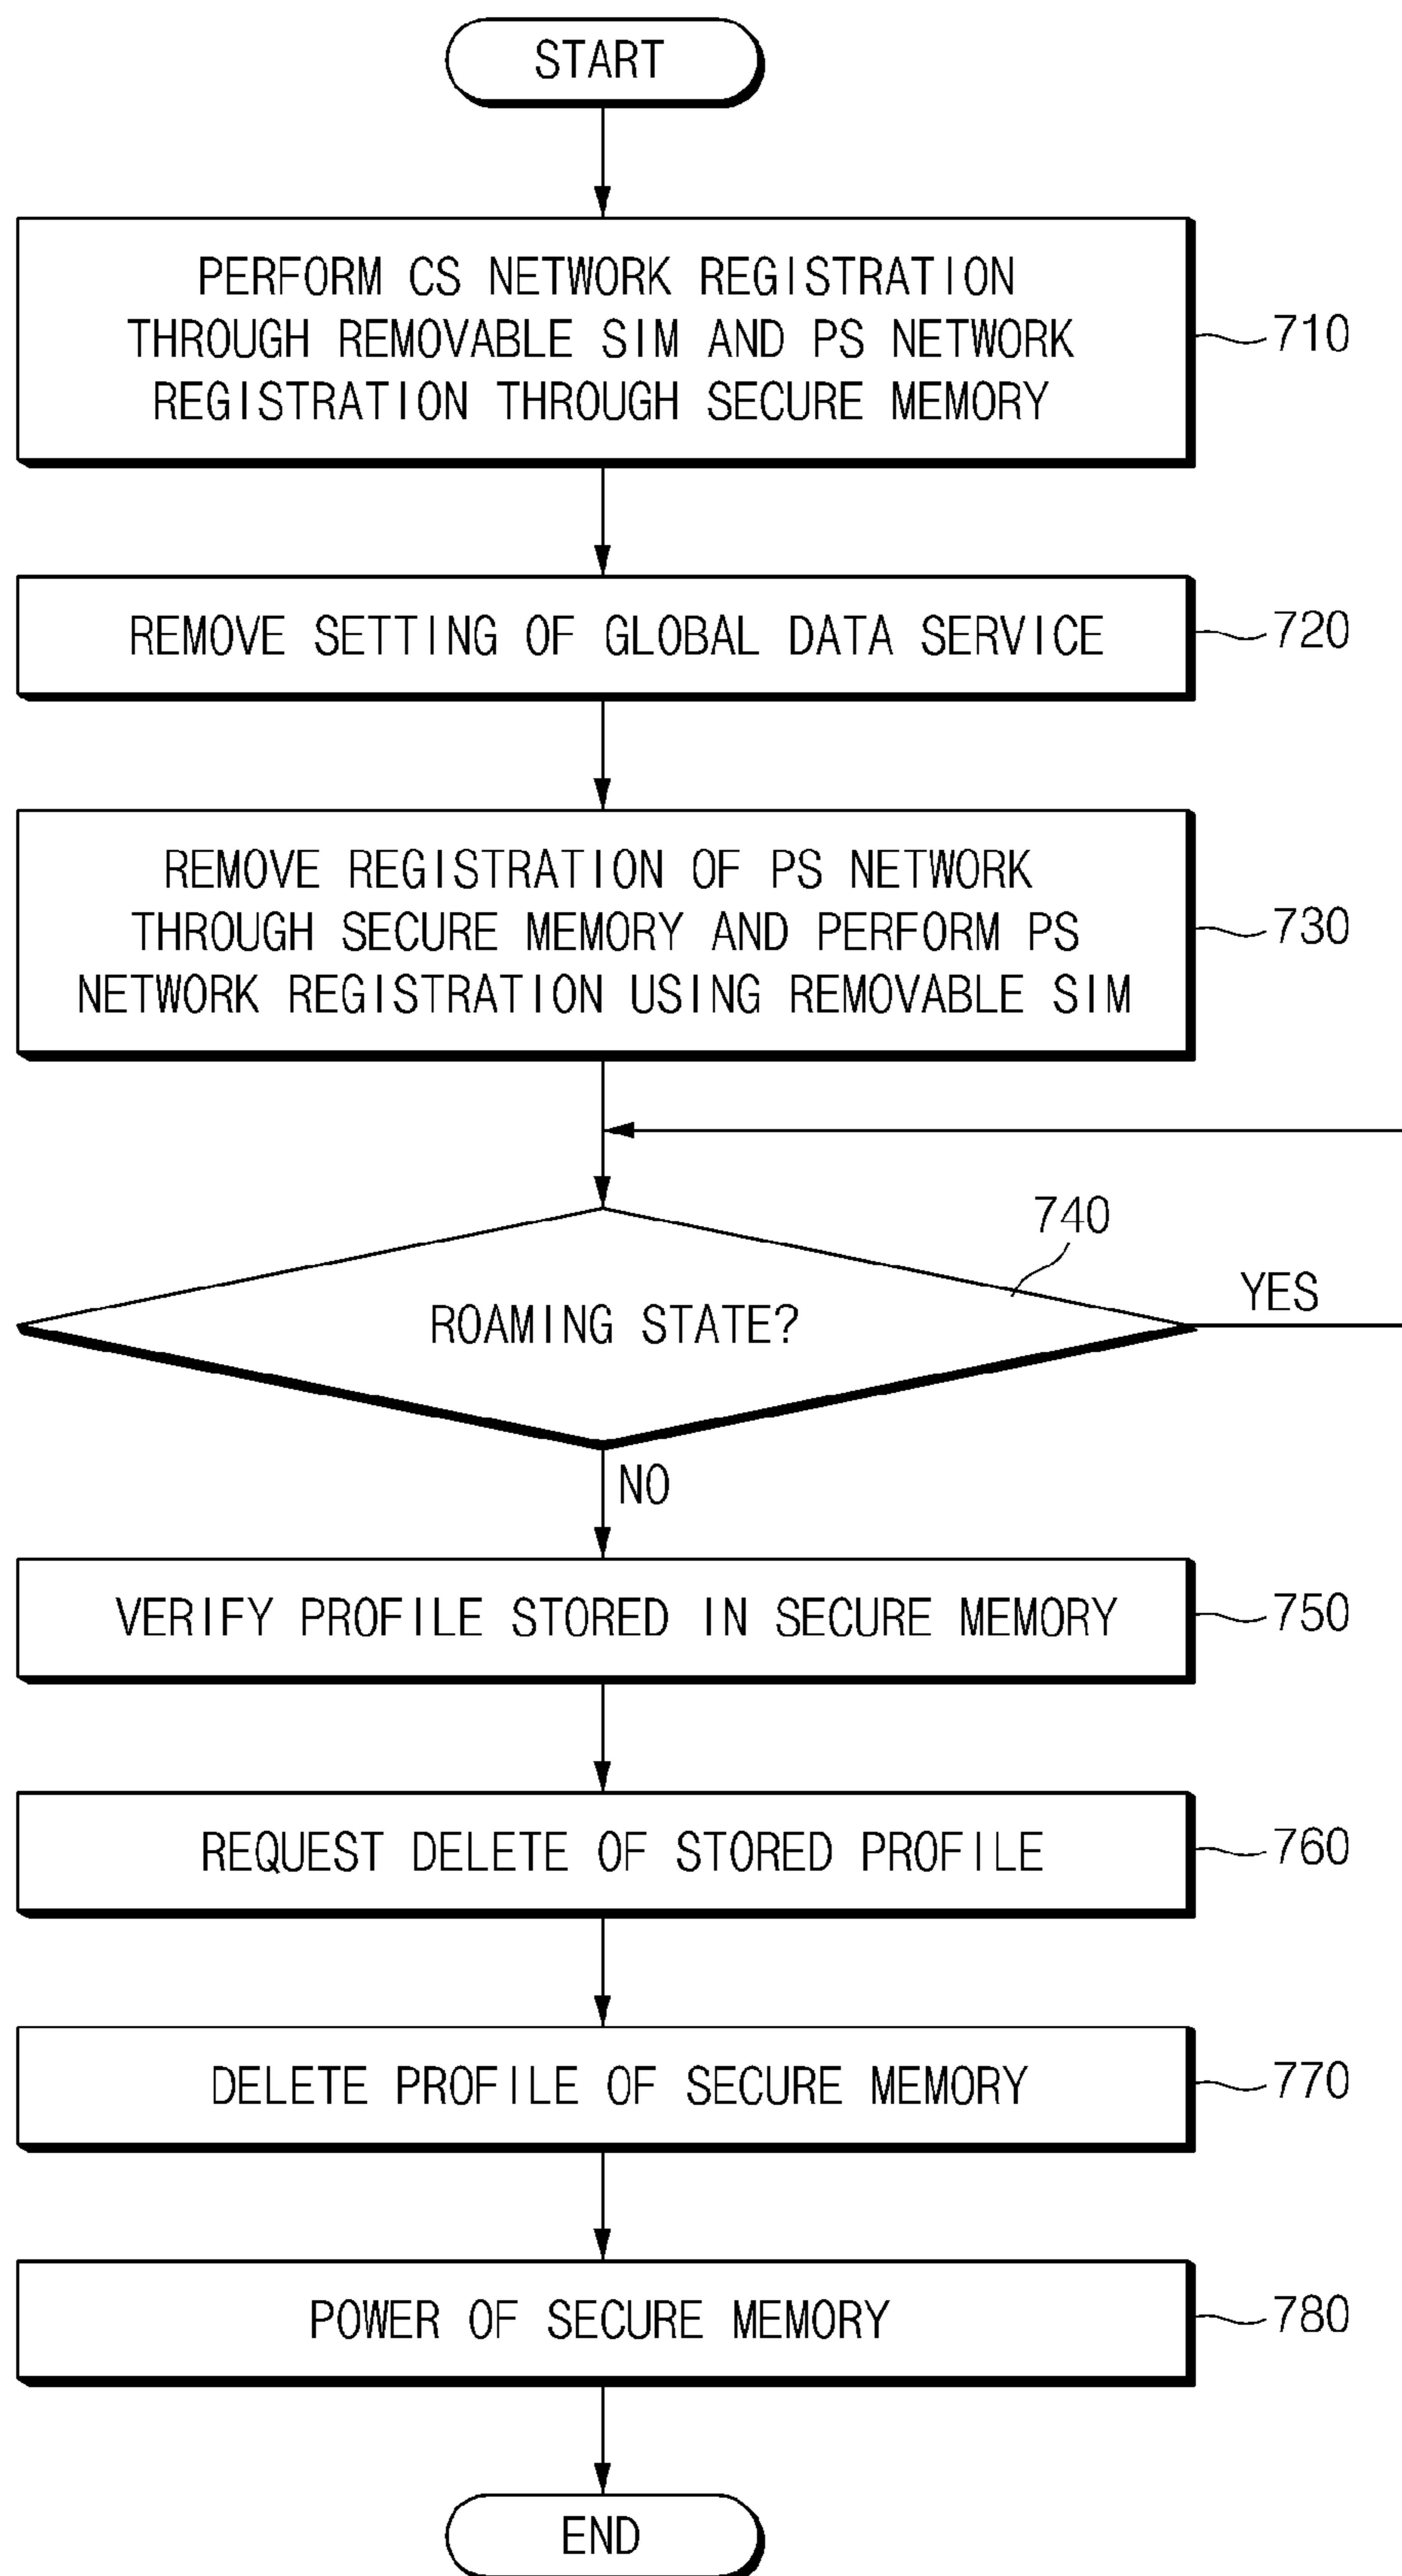 START
PERFORM CS NETWORK REGISTRATION
THROUGH REMOVABLE SIM AND PS NETWORK
REGISTRATION THROUGH SECURE MEMORY
710
REMOVE SETTING OF GLOBAL DATA SERVICE
720
REMOVE REGISTRATION OF PS NETWORK
THROUGH SECURE MEMORY AND PERFORM PS
NETWORK REGISTRATION USING REMOVABLE SIM
730
740
ROAMING STATE?
YES
NO
VERIFY PROFILE STORED IN SECURE MEMORY
750
REQUEST DELETE OF STORED PROFILE
760
DELETE PROFILE OF SECURE MEMORY
770
POWER OF SECURE MEMORY
780
END